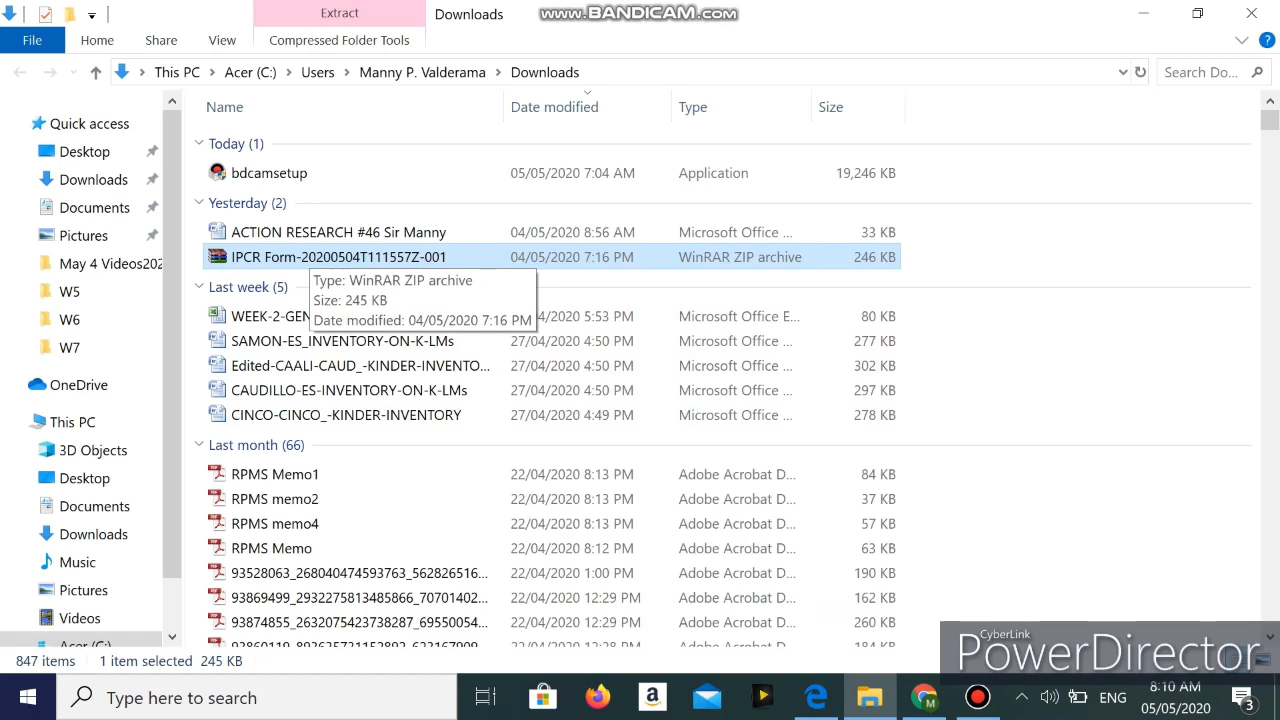 Extract
Downloads
www.BANDICAM.com
File
Home
Share
View
Compressed Folder Tools
This PC > Acer (C:) > Users > Manny P. Valderama > Downloads
Search Do...
Name
Date modified
Type
Size
Quick access
Desktop
Downloads
Documents
Pictures
May 4 Videos202
W5
W6
W7
OneDrive
This PC
3D Objects
Desktop
Documents
Downloads
Music
Pictures
Videos
Acer (C:)
Today (1)
bdcamsetup 05/05/2020 7:04 AM Application 19,246 KB
Yesterday (2)
ACTION RESEARCH #46 Sir Manny 04/05/2020 8:56 AM Microsoft Office ... 33 KB
IPCR Form-20200504T111557Z-001 04/05/2020 7:16 PM WinRAR ZIP archive 246 KB
Type: WinRAR ZIP archive
Size: 245 KB
Date modified: 04/05/2020 7:16 PM
Last week (5)
WEEK-2-GEN 4/2020 5:53 PM Microsoft Office E... 80 KB
SAMON-ES_INVENTORY-ON-K-LMs 27/04/2020 4:50 PM Microsoft Office ... 277 KB
Edited-CAALI-CAUD_-KINDER-INVENTO... 27/04/2020 4:50 PM Microsoft Office ... 302 KB
CAUDILLO-ES-INVENTORY-ON-K-LMs 27/04/2020 4:50 PM Microsoft Office ... 297 KB
CINCO-CINCO_-KINDER-INVENTORY 27/04/2020 4:49 PM Microsoft Office ... 278 KB
Last month (66)
RPMS Memo1 22/04/2020 8:13 PM Adobe Acrobat D... 84 KB
RPMS memo2 22/04/2020 8:13 PM Adobe Acrobat D... 37 KB
RPMS memo4 22/04/2020 8:13 PM Adobe Acrobat D... 57 KB
RPMS Memo 22/04/2020 8:12 PM Adobe Acrobat D... 63 KB
93528063_268040474593763_562826516... 22/04/2020 1:00 PM Adobe Acrobat D... 190 KB
93869499_2932275813485866_70701402... 22/04/2020 12:29 PM Adobe Acrobat D... 162 KB
93874855_2632075423738287_69550054... 22/04/2020 12:29 PM Adobe Acrobat D... 260 KB
22/04/2020 12:28 PM Adobe Acrobat D... 184 KB
847 items 1 item selected 245 KB
CyberLink
PowerDirector
Type here to search
ENG
8:10 AM
05/05/2020
3